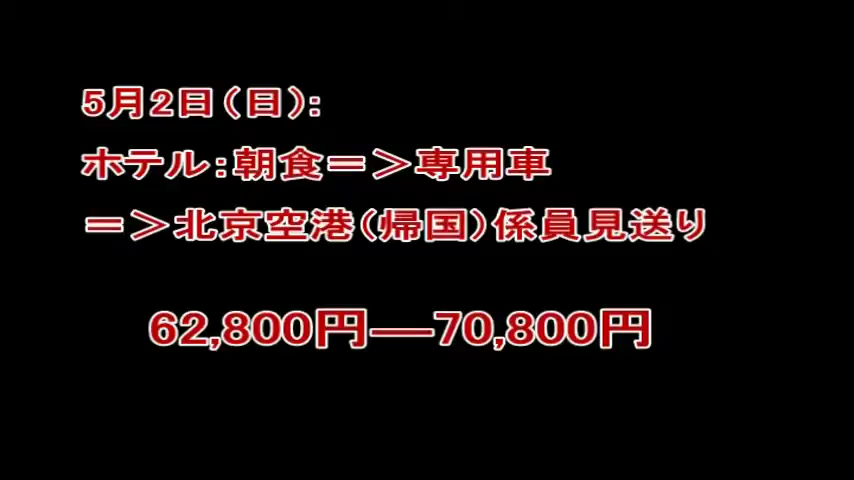 5月2日(日):
ホテル:朝食=>専用車
=>北京空港(帰国)係員見送り
62,800円—70,800円